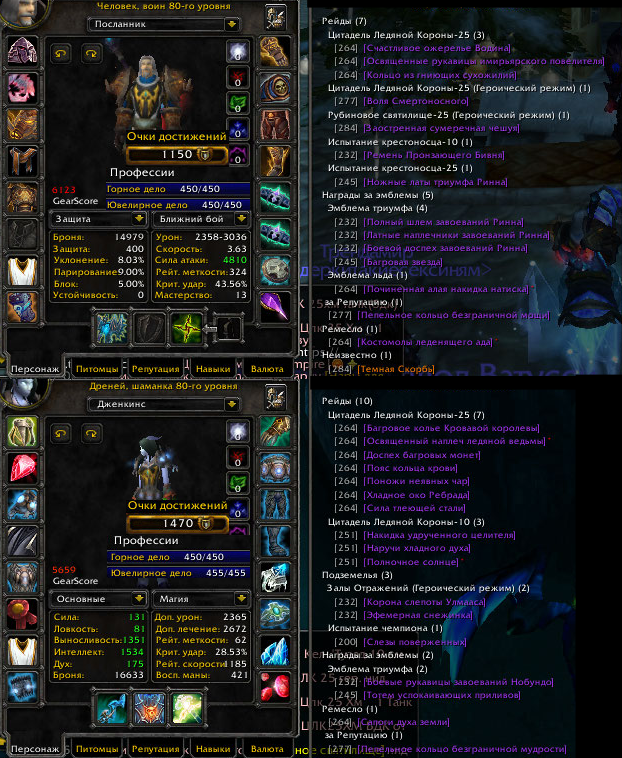 Человек, воин 80-го уровня
Посланник
0
0
0
Очки достижений
1150
Профессии
Горное дело 450/450
Ювелирное дело 450/450
6123
GearScore
Защита
Ближний бой
Броня: 14979
Защита: 400
Уклонение: 8.03%
Парирование: 9.00%
Блок: 5.00%
Устойчивость: 0
Урон: 2358-3036
Скорость: 3.63
Сила атаки: 4810
Рейт. меткости: 324
Крит. удар: 43.56%
Мастерство: 13
Персонаж
Питомцы
Репутация
Навыки
Валюта
Рейды (7)
Цитадель Ледяной Короны-25 (3)
[264] [Счастливое ожерелье Бодина]
[264] [Освященные рукавицы имирьярского повелителя]
[264] [Кольцо из гниющих сухожилий]
Цитадель Ледяной Короны-25 (Героический режим) (1)
[277] [Воля Смертоносного]
Рубиновое святилище-25 (Героический режим) (1)
[284] [Заостренная сумеречная чешуя]
Испытание крестоносца-10 (1)
[232] [Ремень Пронзающего Бивня]
Испытание крестоносца-25 (1)
[245] [Ножные латы триумфа Ринна]
Награды за эмблемы (5)
Эмблема триумфа (4)
[232] [Полный шлем завоеваний Ринна]
[232] [Латные наплечники завоеваний Ринна]
[232] [Боевой доспех завоеваний Ринна]
[245] [Багровая звезда]
Эмблема льда (1)
[264] [Починенная алая накидка натиска]
за Репутацию (1)
[277] [Пепельное кольцо безграничной мощи]
Ремесло (1)
[264] [Костомолы леденящего ада]
Неизвестно (1)
[284] [Темная Скорбь]
Дреней, шаманка 80-го уровня
Дженкинс
0
0
0
0
Очки достижений
1470
Профессии
Горное дело 450/450
Ювелирное дело 455/455
5659
GearScore
Основные
Магия
Сила: 131
Ловкость: 81
Выносливость: 1351
Интеллект: 1534
Дух: 175
Броня: 16633
Доп. урон: 2365
Доп. лечение: 2672
Рейт. меткости: 62
Крит. удар: 28.53%
Рейт. скорости: 1185
Восп. маны: 421
Персонаж
Питомцы
Репутация
Навыки
Валюта
Рейды (10)
Цитадель Ледяной Короны-25 (7)
[264] [Багровое колье Кровавой королевы]
[264] [Освященный наплеч ледяной ведьмы]
[264] [Доспех багровых монет]
[264] [Пояс кольца крови]
[264] [Поножи неявных чар]
[264] [Хладное око Ребрада]
[264] [Сила тлеющей стали]
Цитадель Ледяной Короны-10 (3)
[251] [Накидка удрученного целителя]
[251] [Наручи хладного духа]
[251] [Полночное солнце]
Подземелья (3)
Залы Отражений (Героический режим) (2)
[232] [Корона слепоты Улмааса]
[232] [Эфемерная снежинка]
Испытание чемпиона (1)
[200] [Слезы поверженных]
Награды за эмблемы (2)
Эмблема триумфа (2)
[232] [Боевые рукавицы завоеваний Нобундо]
[245] [Тотем успокаивающих приливов]
Ремесло (1)
[264] [Сапоги духа земли]
за Репутацию (1)
[277] [Пепельное кольцо безграничной мудрости]